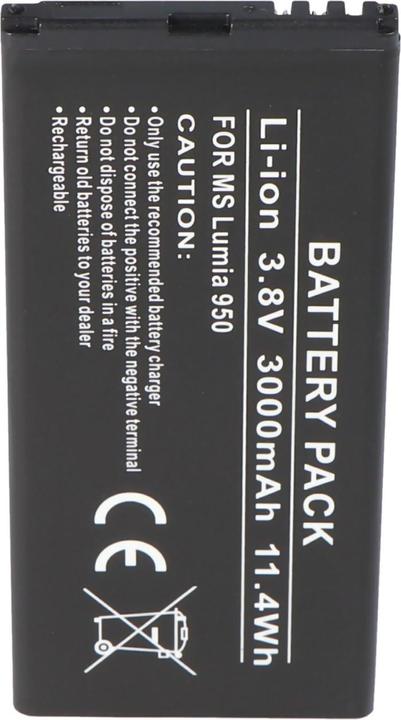 BATTERY PACK
Li-ion 3.8V 3000mAh 11.4Wh
FOR MS Lumia 950
CAUTION:
• Only use the recommended battery charger
• Do not connect the positive with the negative terminal
• Do not dispose of batteries in a fire
• Return old batteries to your dealer
• Rechargeable
CE